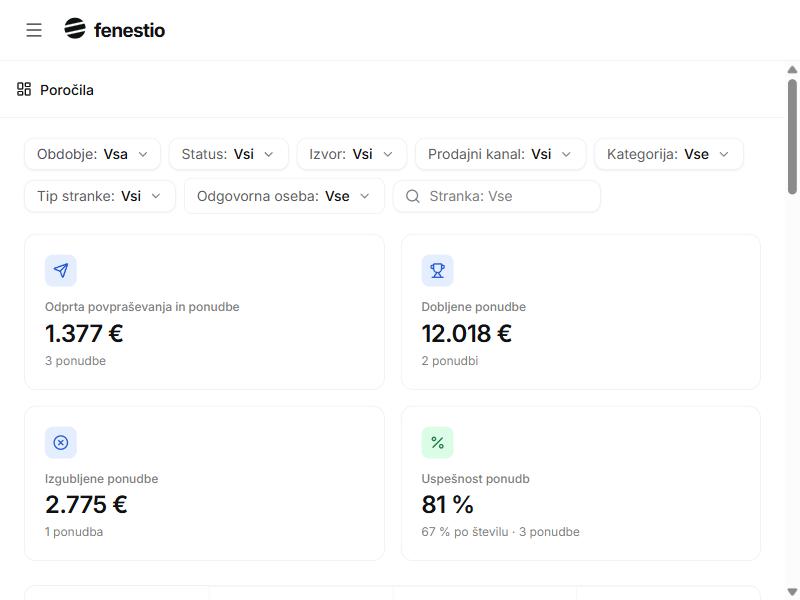 fenestio
Poročila
Obdobje: Vsa
Status: Vsi
Izvor: Vsi
Prodajni kanal: Vsi
Kategorija: Vse
Tip stranke: Vsi
Odgovorna oseba: Vse
Stranka: Vse
Odprta povpraševanja in ponudbe
1.377 €
3 ponudbe
Dobljene ponudbe
12.018 €
2 ponudbi
Izgubljene ponudbe
2.775 €
1 ponudba
Uspešnost ponudb
81 %
67 % po številu · 3 ponudbe